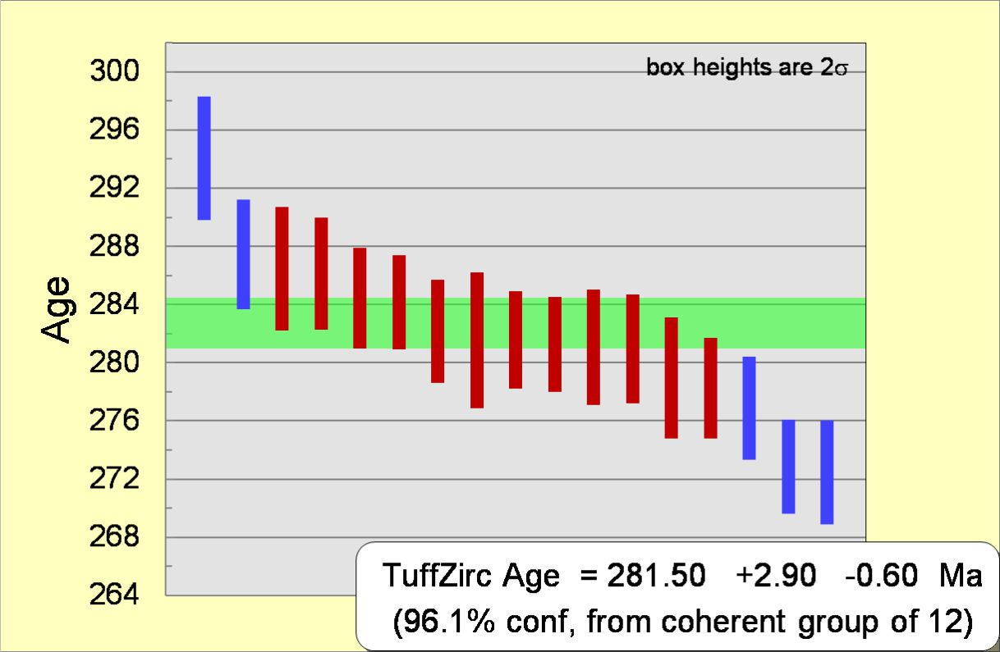 box heights are 2σ
300
296
292
288
284
280
276
272
268
264
Age
TuffZirc Age = 281.50 +2.90 -0.60 Ma
(96.1% conf, from coherent group of 12)